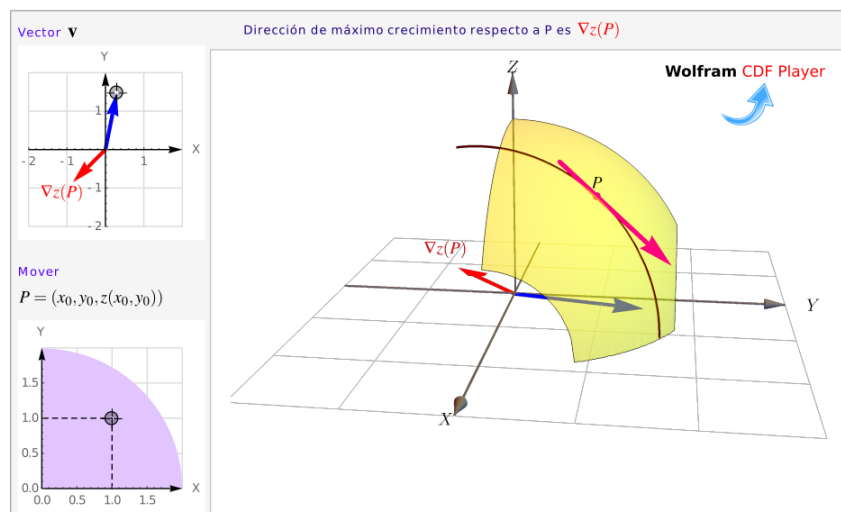 Vector v
Dirección de máximo crecimiento respecto a P es ∇z(P)
Wolfram CDF Player
Y
1
-2 -1 1 X
∇z(P)
-1
-2
Z
P
∇z(P)
Y
X
Mover
P = (x₀, y₀, z(x₀, y₀))
Y
1.5
1.0
0.5
0.0
X
0.0 0.5 1.0 1.5